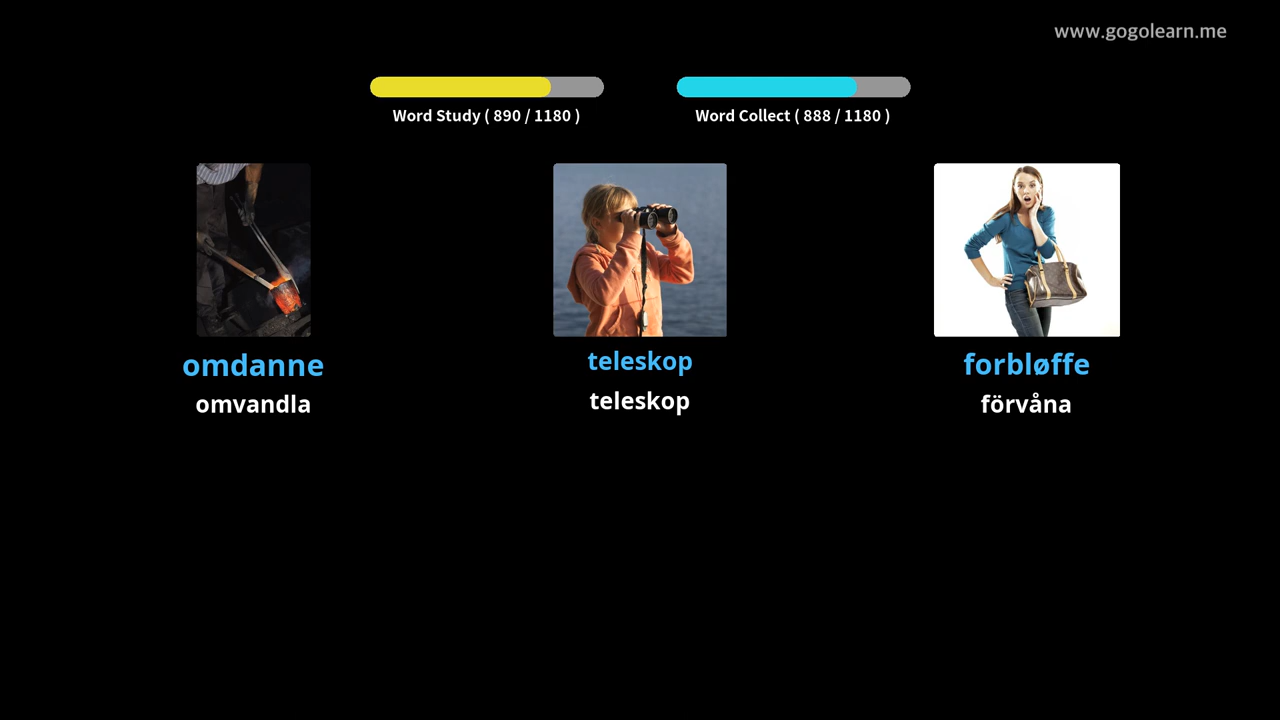 www.gogolearn.me
Word Study ( 890 / 1180 )
Word Collect ( 888 / 1180 )
omdanne
omvandla
teleskop
teleskop
forbløffe
förvåna